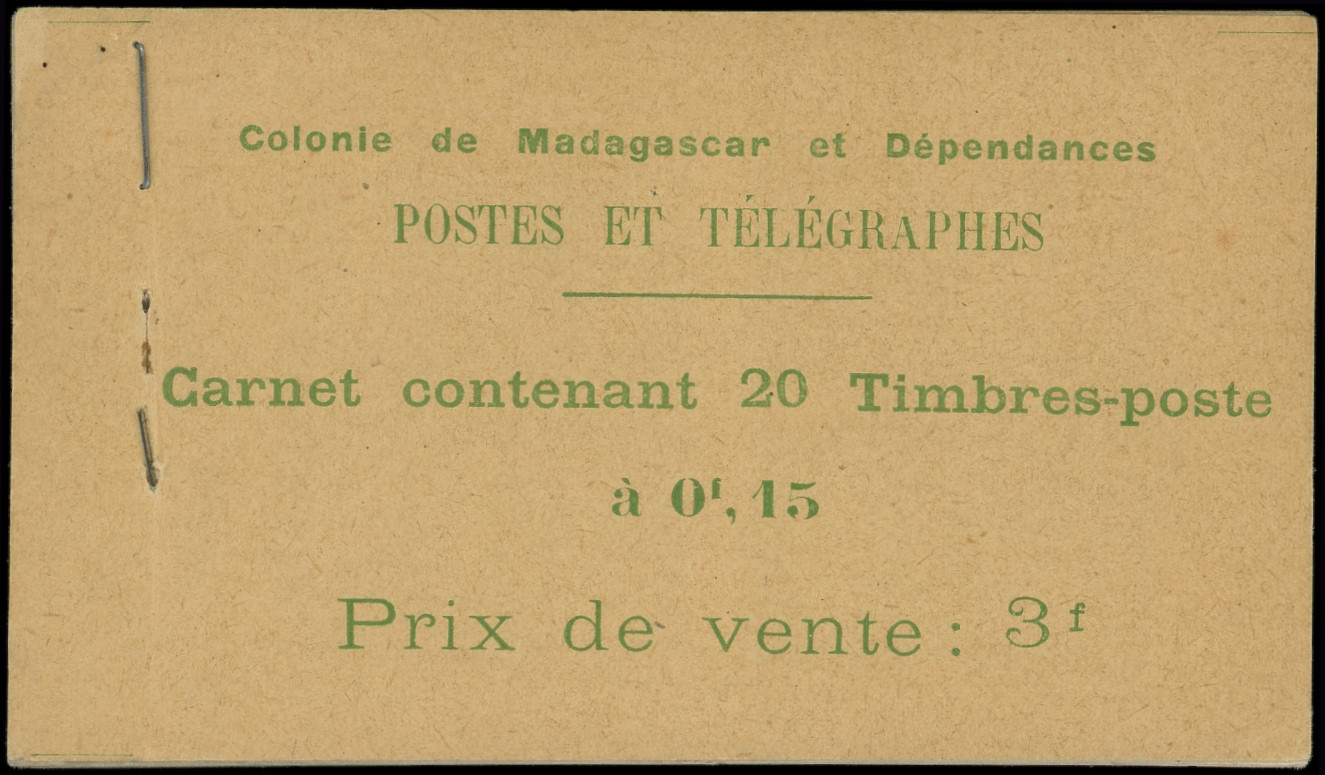 Colonie de Madagascar et Dépendances
POSTES ET TÉLÉGRAPHES
Carnet contenant 20 Timbres-poste
à 0f, 15
Prix de vente : 3f